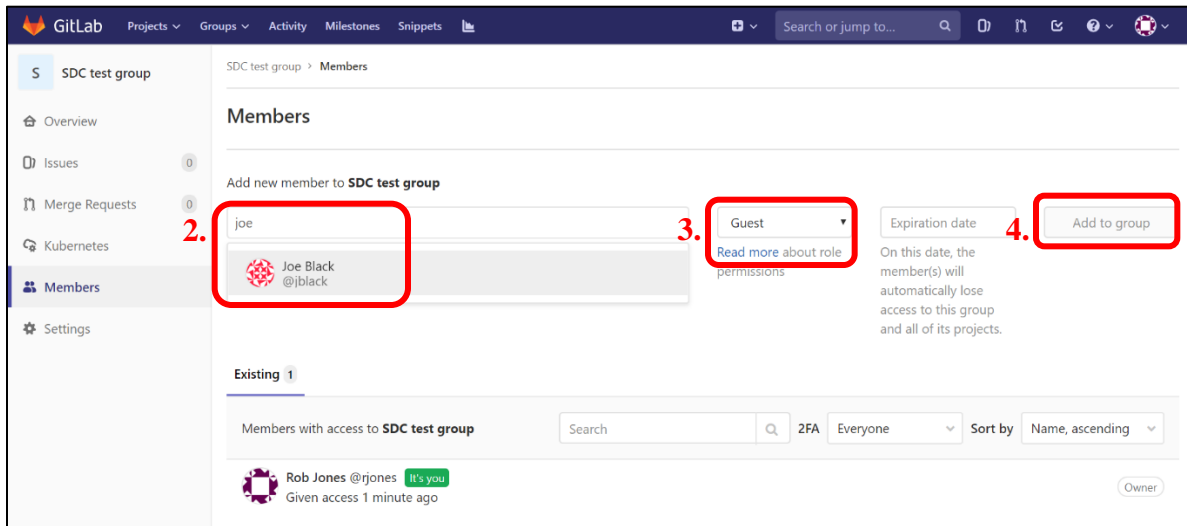 GitLab Projects Groups Activity Milestones Snippets Search or jump to...
S SDC test group
SDC test group > Members
Overview
Members
Issues 0
Add new member to SDC test group
Merge Requests 0
2. joe
3. Guest
Expiration date
4. Add to group
Kubernetes
Joe Black
@jblack
Read more about role
permissions
On this date, the
member(s) will
automatically lose
access to this group
and all of its projects.
Members
Settings
Existing 1
Members with access to SDC test group Search 2FA Everyone Sort by Name, ascending
Rob Jones @rjones It's you
Given access 1 minute ago
Owner